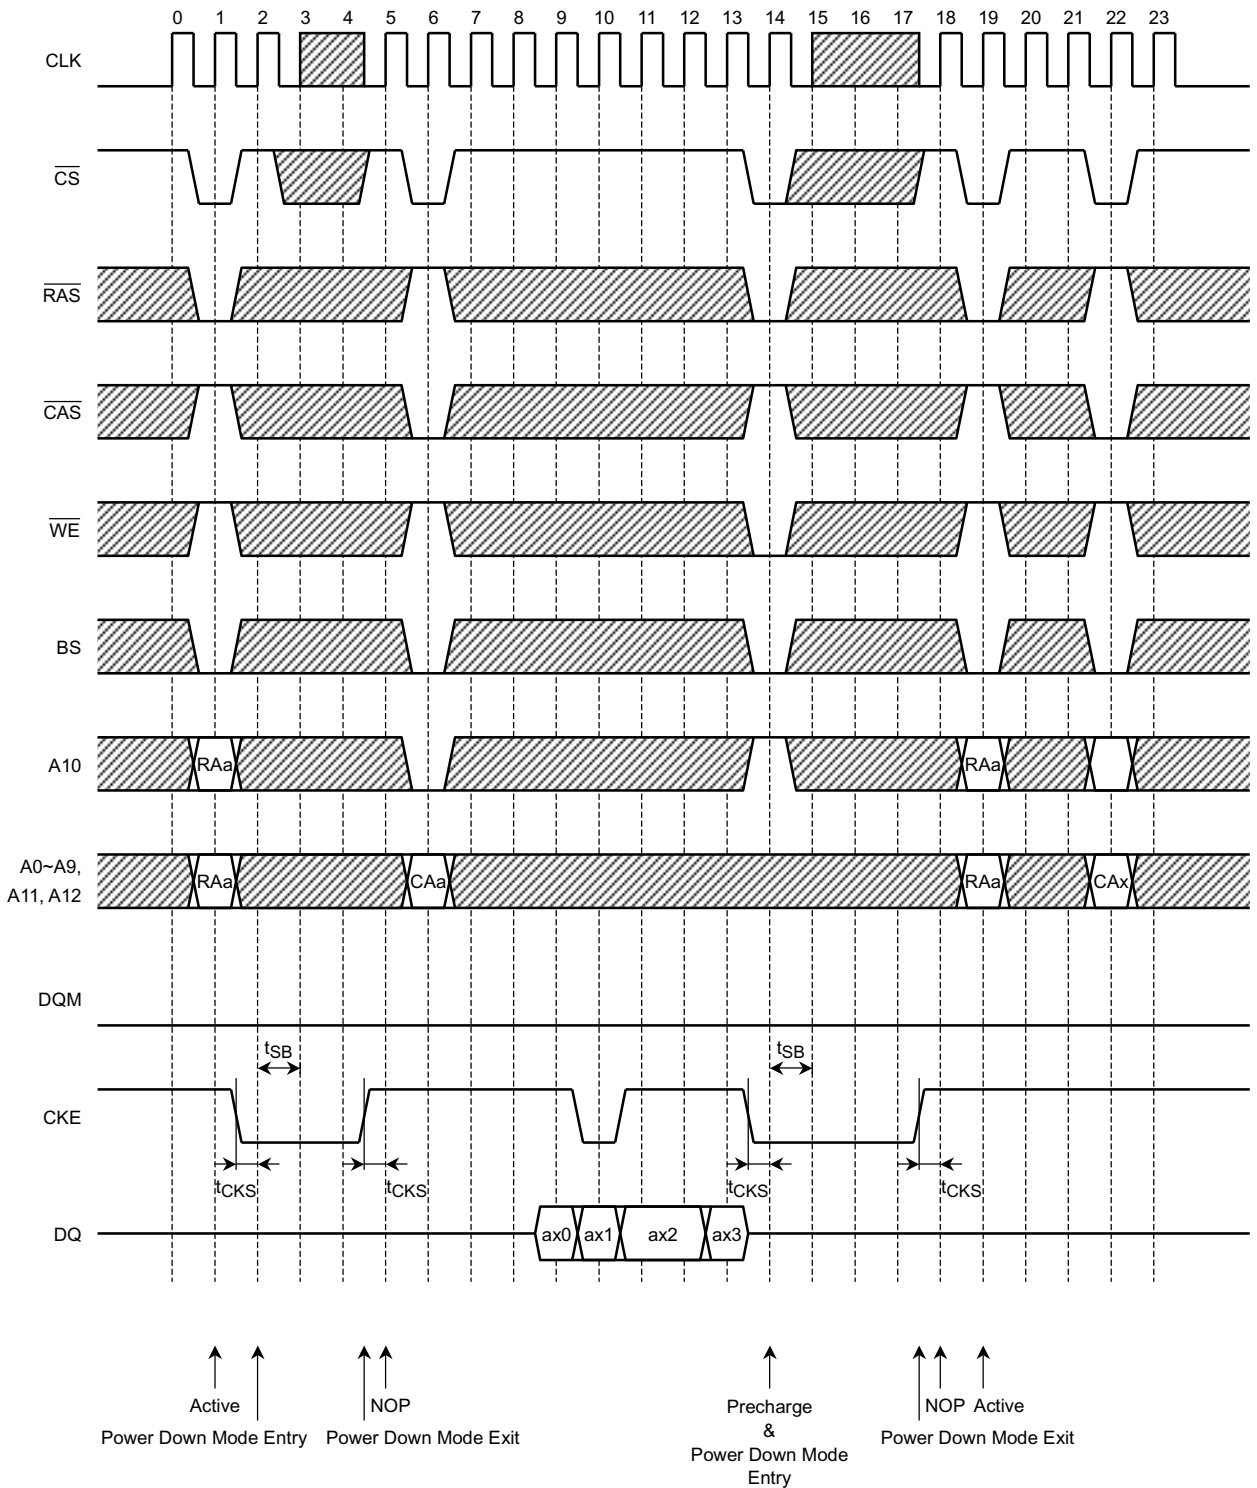 0 1 2 3 4 5 6 7 8 9 10 11 12 13 14 15 16 17 18 19 20 21 22 23
CLK
CS
RAS
CAS
WE
BS
A10 RAa RAa
A0~A9,
A11, A12
RAa CAa RAa CAx
DQM
tSB tSB
CKE
tCKS tCKS tCKS tCKS
DQ ax0 ax1 ax2 ax3
Active NOP Precharge NOP Active
Power Down Mode Entry Power Down Mode Exit & Power Down Mode Exit
Power Down Mode
Entry